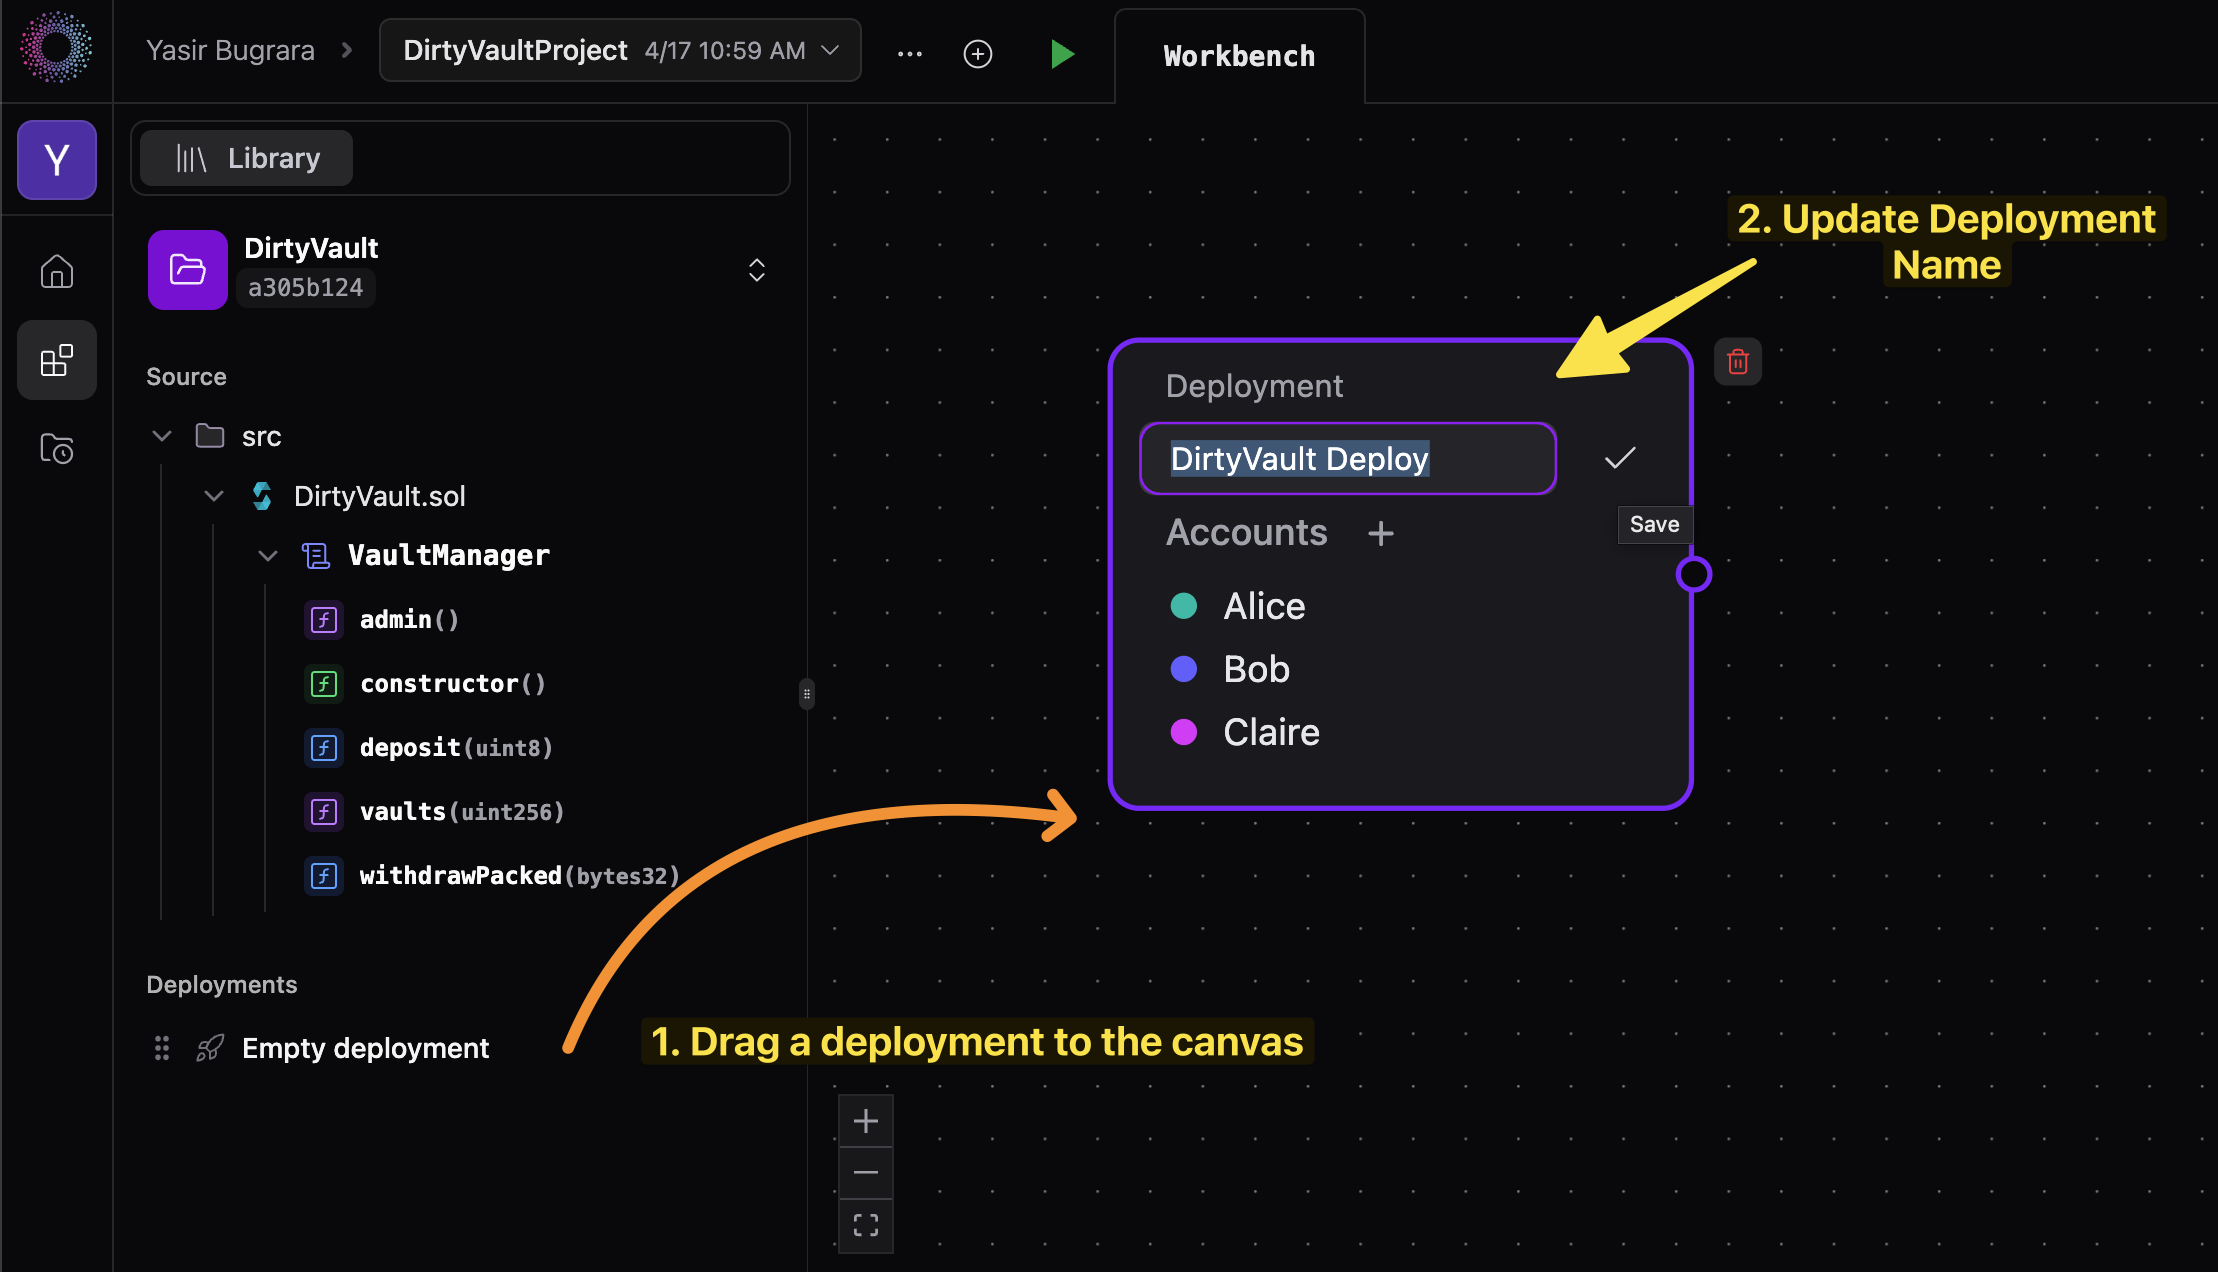 Yasir Bugrara
DirtyVaultProject 4/17 10:59 AM
Workbench
Y
Library
DirtyVault
a305b124
Source
src
DirtyVault.sol
VaultManager
admin()
constructor()
deposit(uint8)
vaults(uint256)
withdrawPacked(bytes32)
Deployments
Empty deployment
1. Drag a deployment to the canvas
2. Update Deployment
Name
Deployment
DirtyVault Deploy
Save
Accounts
Alice
Bob
Claire